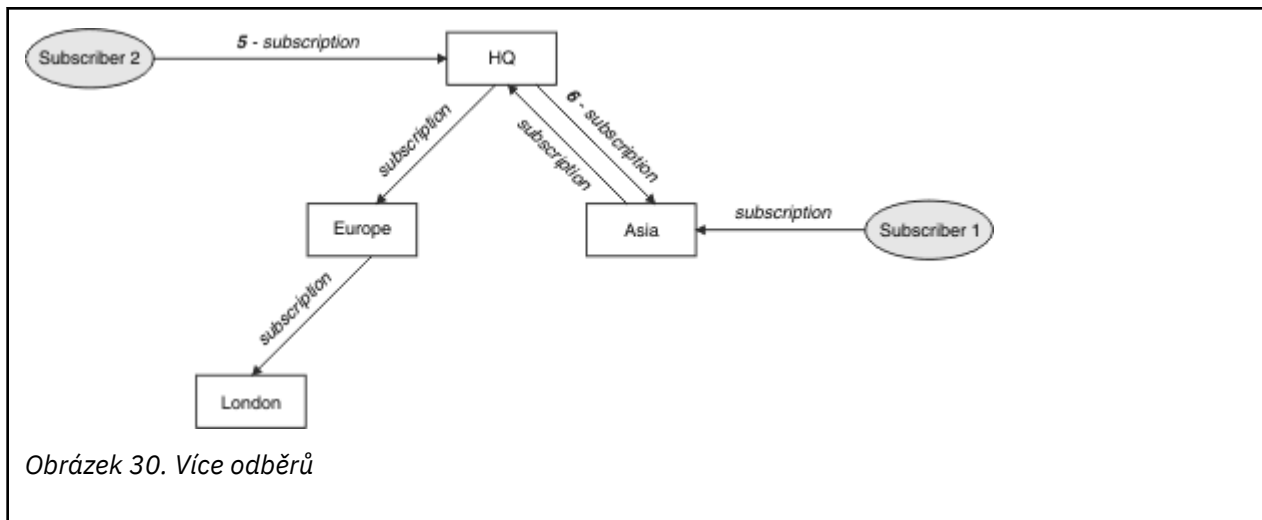 5 - subscription
Subscriber 2
HQ
6 - subscription
subscription
subscription
subscription
Europe
Asia
Subscriber 1
subscription
London
Obrázek 30. Více odběrů